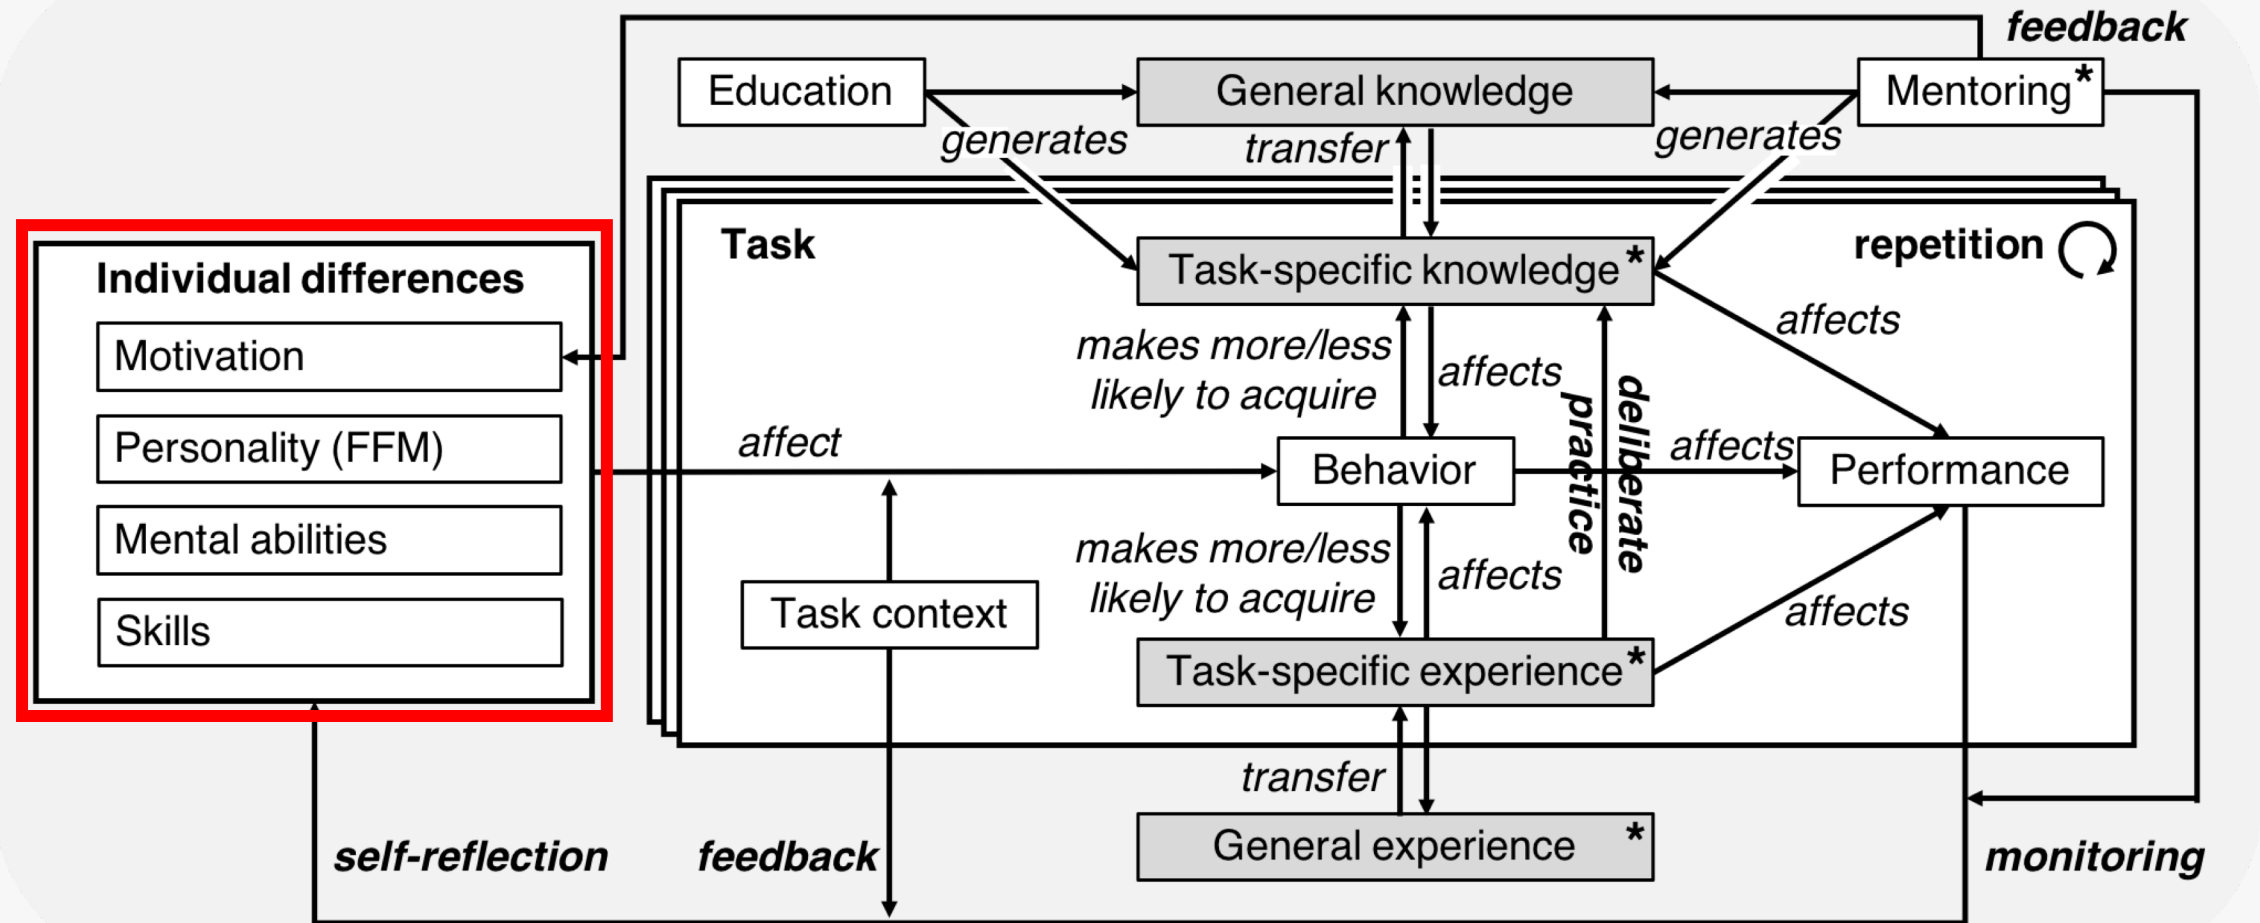 feedback
Education
General knowledge
Mentoring*
generates
transfer
generates
Task
repetition
Individual differences
Motivation
Personality (FFM)
Mental abilities
Skills
Task-specific knowledge*
affects
makes more/less
likely to acquire
affects
deliberate
practice
affect
Behavior
affects
Performance
makes more/less
likely to acquire
affects
Task context
affects
Task-specific experience*
transfer
General experience *
self-reflection
feedback
monitoring